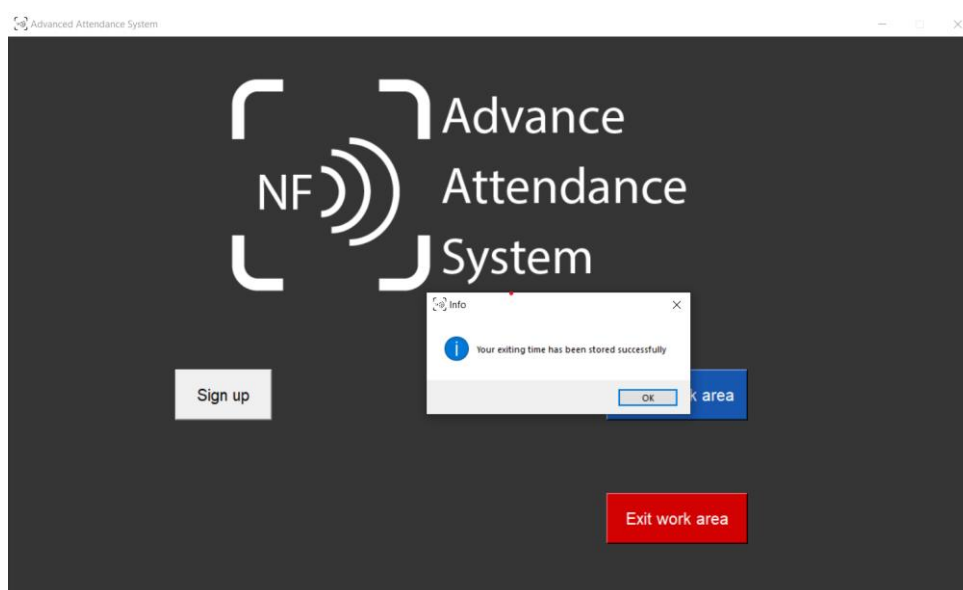 Advanced Attendance System
NF
Advance
Attendance
System
Info
Your exiting time has been stored successfully
OK
Sign up
area
Exit work area